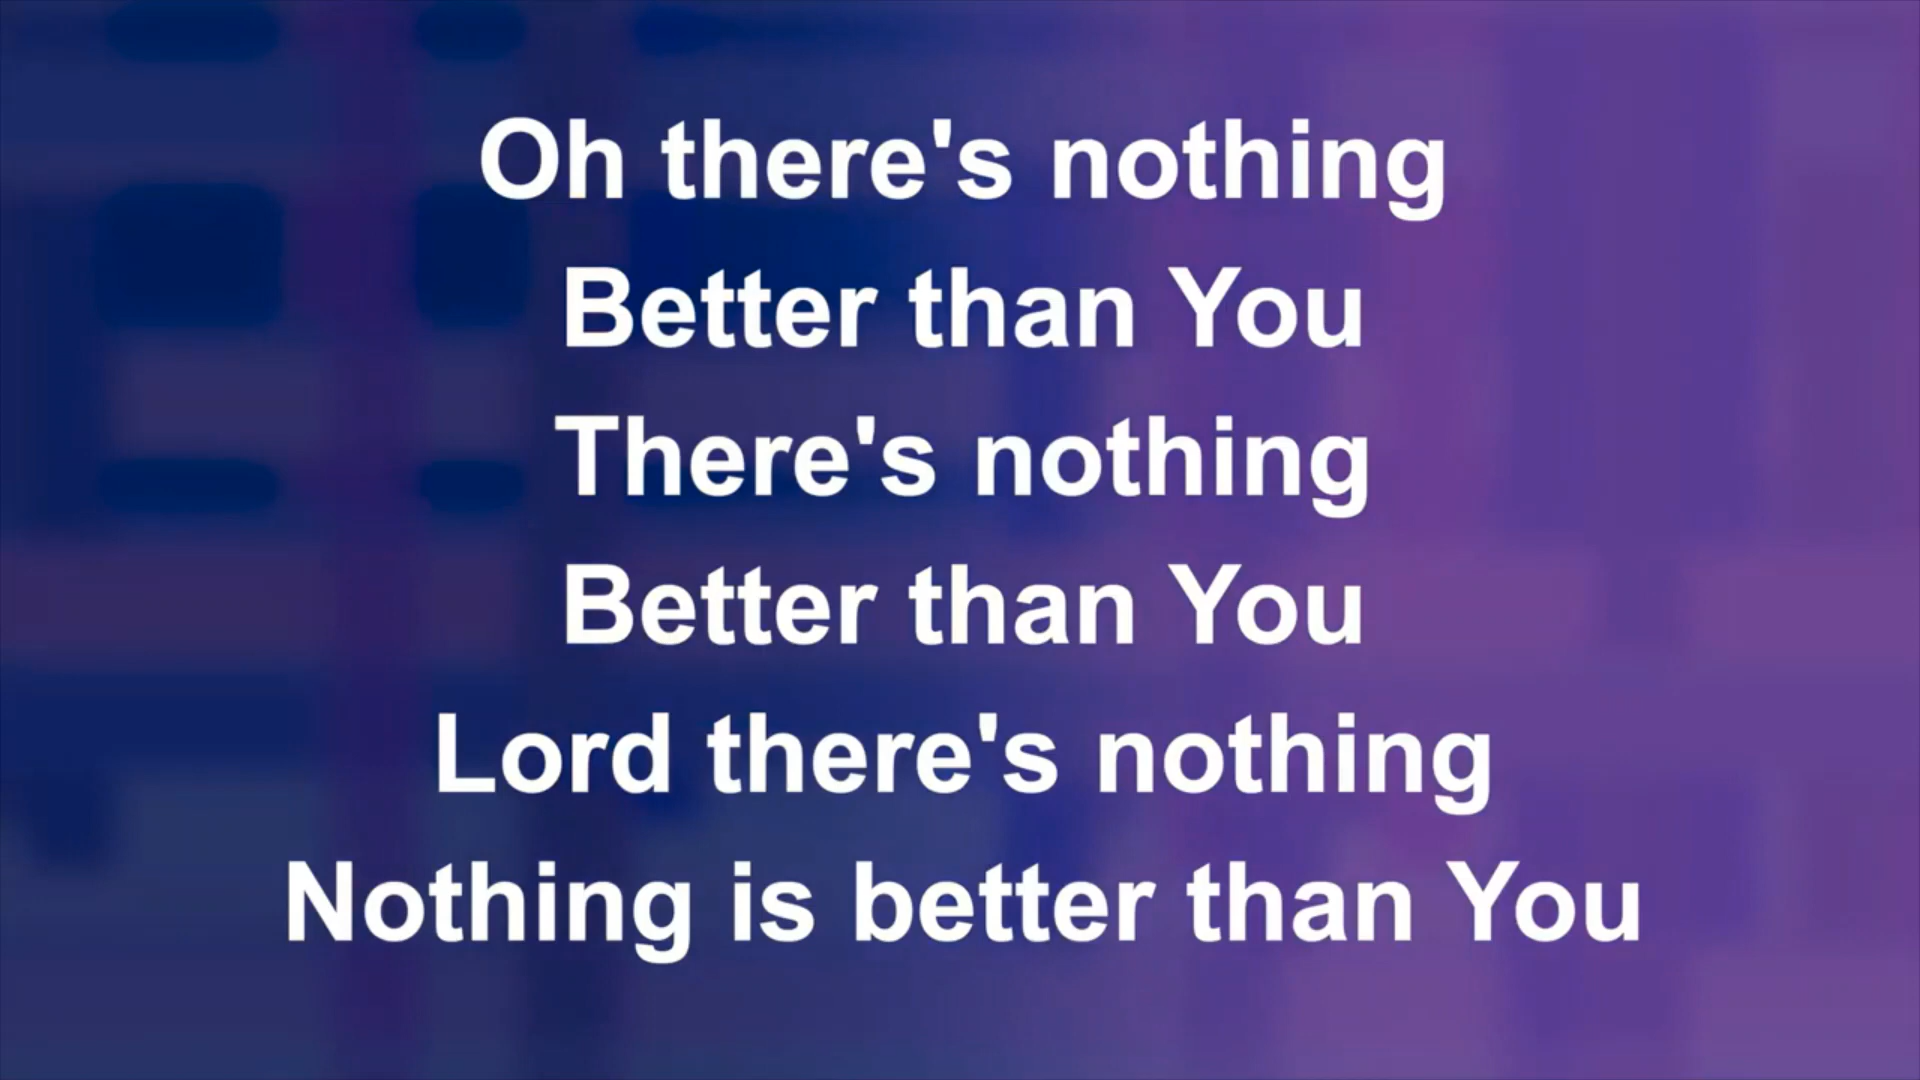 Oh there's nothing
Better than You
There's nothing
Better than You
Lord there's nothing
Nothing is better than You